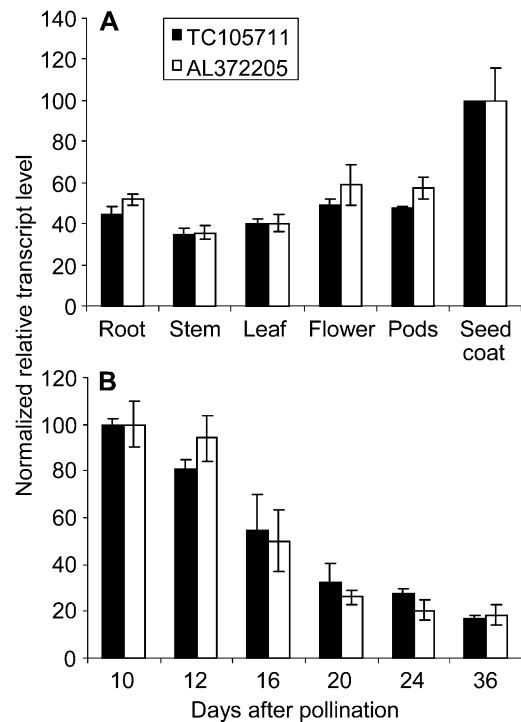 A
140
TC105711
AL372205
120
100
80
60
40
20
0
Root Stem Leaf Flower Pods Seed coat
Normalized relative transcript level
B
120
100
80
60
40
20
0
10 12 16 20 24 36
Days after pollination